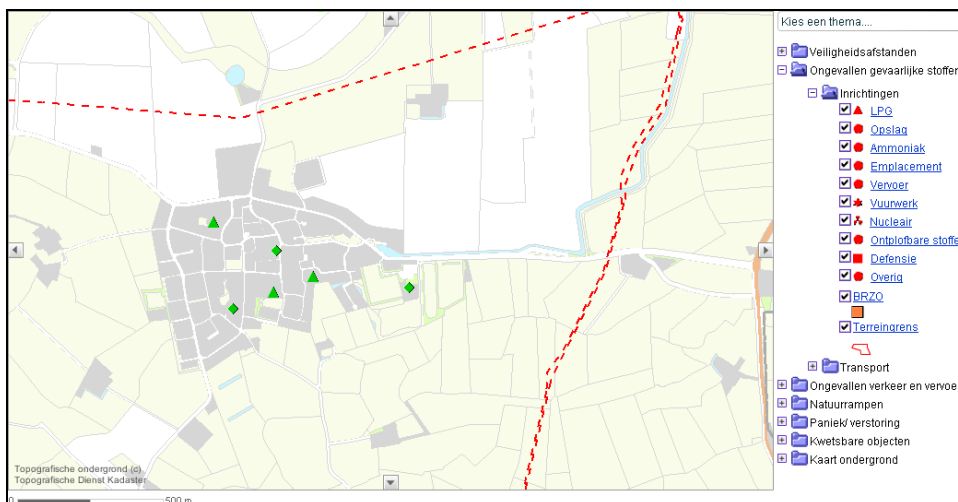 Kies een thema....
Veiligheidsafstanden
Ongevallen gevaarlijke stoffen
Inrichtingen
LPG
Opslag
Ammoniak
Emplacement
Vervoer
Vuurwerk
Nucleair
Ontplofbare stoffe
Defensie
Overig
BRZO
Terreingrens
Transport
Ongevallen verkeer en vervoe
Natuurrampen
Paniek/ verstoring
Kwetsbare objecten
Kaart ondergrond
Topografische ondergrond (c)
Topografische Dienst Kadaster
0 500 m